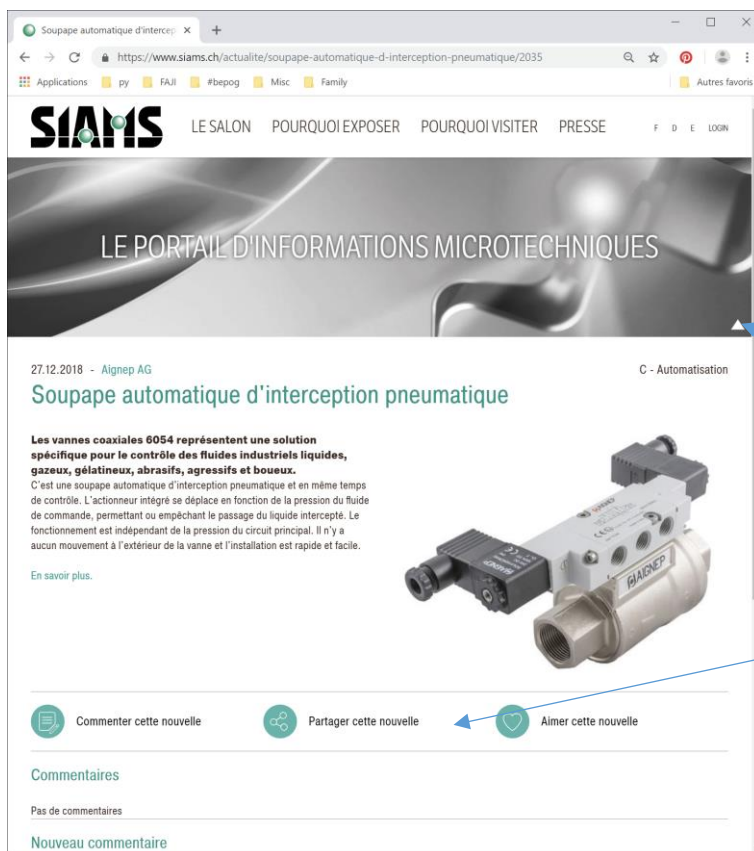 Soupape automatique d'intercep
https://www.siams.ch/actualite/soupape-automatique-d-interception-pneumatique/2035
Applications py FAJI #bepog Misc Family Autres favoris
SIAMS LE SALON POURQUOI EXPOSER POURQUOI VISITER PRESSE F D E LOGIN
LE PORTAIL D'INFORMATIONS MICROTECHNIQUES
27.12.2018 - Aignep AG C - Automatisation
Soupape automatique d'interception pneumatique
Les vannes coaxiales 6054 représentent une solution
spécifique pour le contrôle des fluides industriels liquides,
gazeux, gélatineux, abrasifs, agressifs et boueux.
C'est une soupape automatique d'interception pneumatique et en même temps
de contrôle. L'actionneur intégré se déplace en fonction de la pression du fluide
de commande, permettant ou empêchant le passage du liquide intercepté. Le
fonctionnement est indépendant de la pression du circuit principal. Il n'y a
aucun mouvement à l'extérieur de la vanne et l'installation est rapide et facile.
En savoir plus.
AIGNEP
AIGNEP
Commenter cette nouvelle Partager cette nouvelle Aimer cette nouvelle
Commentaires
Pas de commentaires
Nouveau commentaire